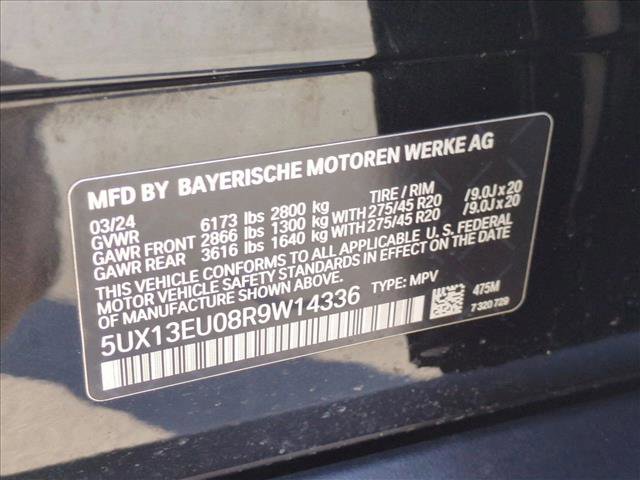 MFD BY BAYERISCHE MOTOREN WERKE AG
03/24 TIRE / RIM
GVWR 6173 lbs 2800 kg
GAWR FRONT 2866 lbs 1300 kg WITH 275/45 R20 /9.0J x 20
GAWR REAR 3616 lbs 1640 kg WITH 275/45 R20 /9.0J x 20
THIS VEHICLE CONFORMS TO ALL APPLICABLE U. S. FEDERAL
MOTOR VEHICLE SAFETY STANDARDS IN EFFECT ON THE DATE
OF MANUFACTURE SHOWN ABOVE.
5UX13EU08R9W14336 TYPE: MPV 475M
7 320 729